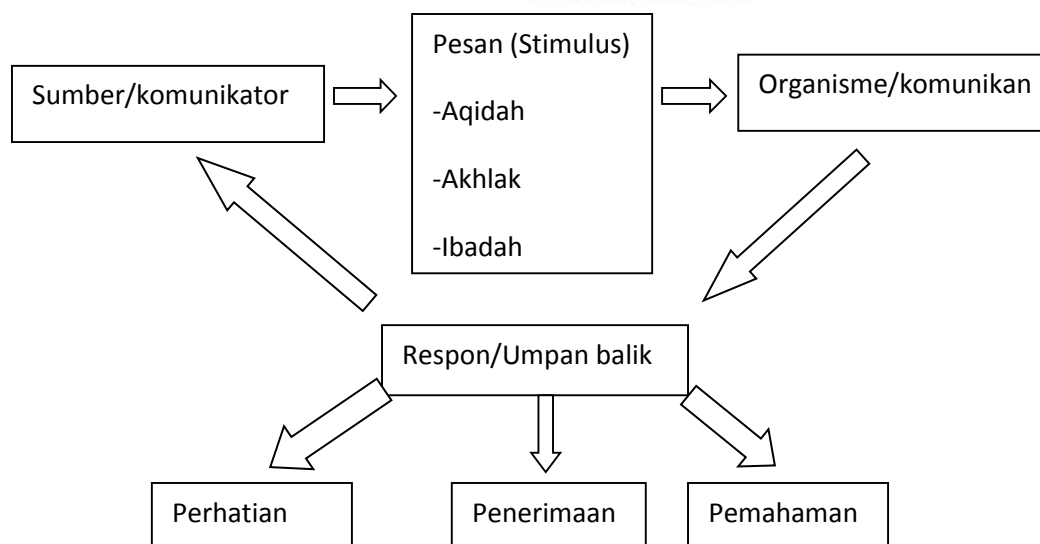 Sumber/komunikator
Pesan (Stimulus)
-Aqidah
-Akhlak
-Ibadah
Organisme/komunikan
Respon/Umpan balik
Perhatian
Penerimaan
Pemahaman